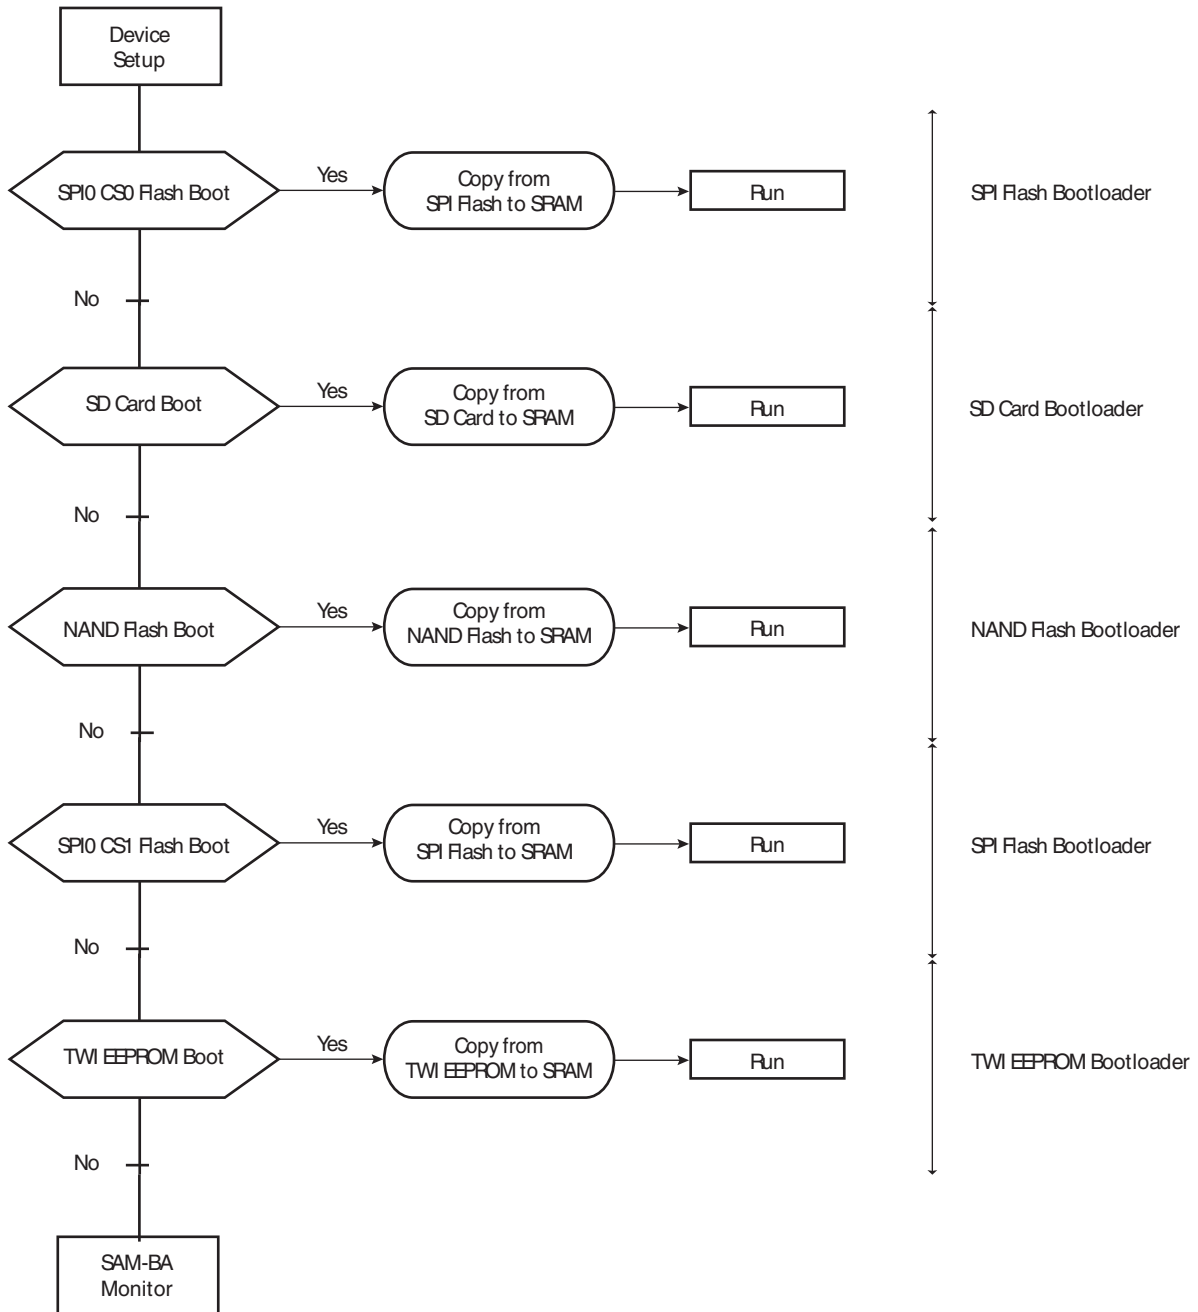 Device
Setup
SPI0 CS0 Flash Boot
Yes
Copy from
SPI Flash to SRAM
Run
SPI Flash Bootloader
No
SD Card Boot
Yes
Copy from
SD Card to SRAM
Run
SD Card Bootloader
No
NAND Flash Boot
Yes
Copy from
NAND Flash to SRAM
Run
NAND Flash Bootloader
No
SPI0 CS1 Flash Boot
Yes
Copy from
SPI Flash to SRAM
Run
SPI Flash Bootloader
No
TWI EEPROM Boot
Yes
Copy from
TWI EEPROM to SRAM
Run
TWI EEPROM Bootloader
No
SAM-BA
Monitor